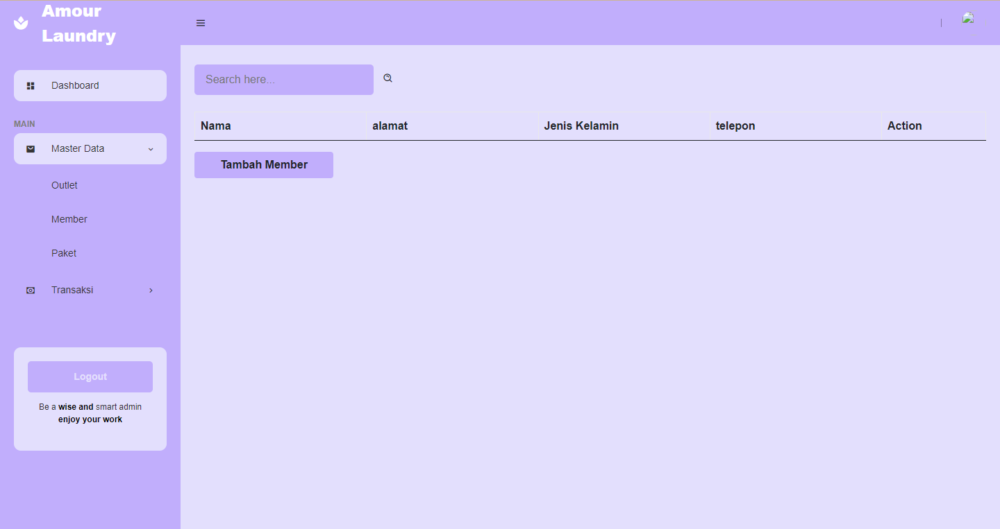 Amour
Laundry
|
Dashboard
MAIN
Master Data
Outlet
Member
Paket
Transaksi
Logout
Be a wise and smart admin
enjoy your work
Search here...
Nama alamat Jenis Kelamin telepon Action
Tambah Member